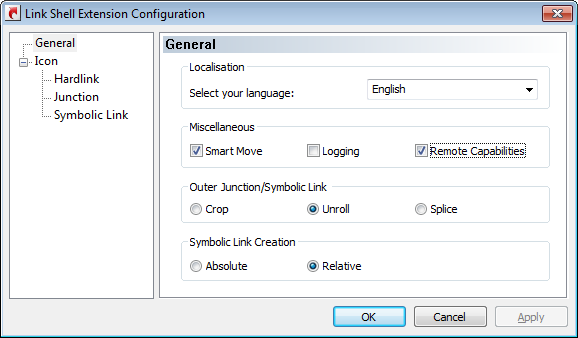 Link Shell Extension Configuration
General
Icon
Hardlink
Junction
Symbolic Link
General
Localisation
Select your language: English
Miscellaneous
Smart Move Logging Remote Capabilities
Outer Junction/Symbolic Link
Crop Unroll Splice
Symbolic Link Creation
Absolute Relative
OK Cancel Apply